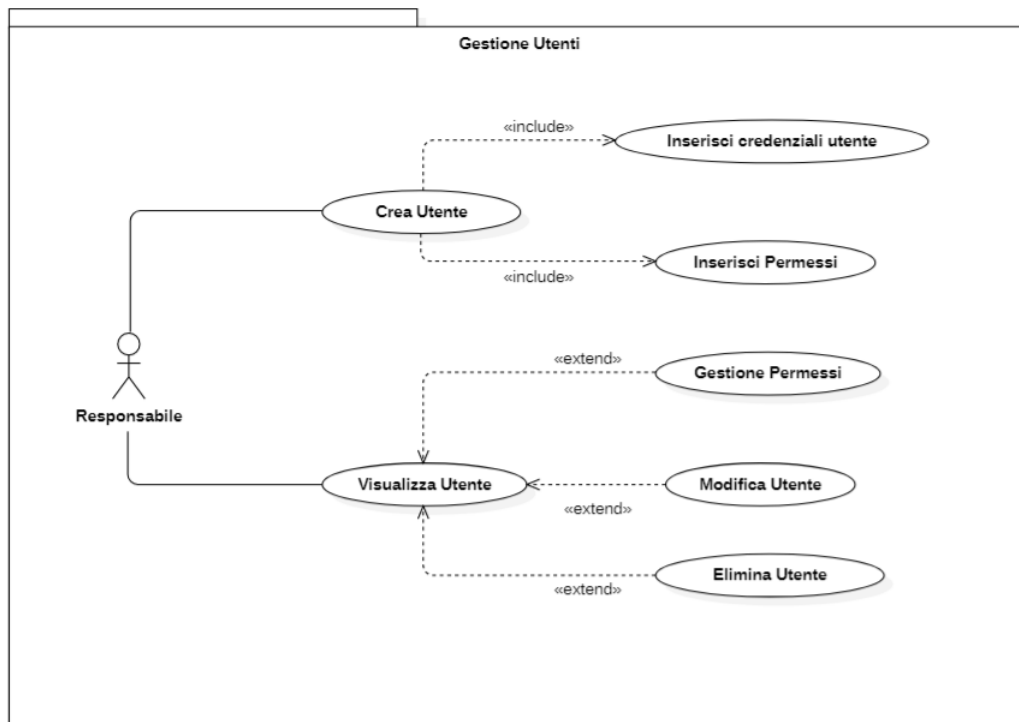 Gestione Utenti
«include»
Inserisci credenziali utente
Crea Utente
Inserisci Permessi
«include»
«extend»
Gestione Permessi
Responsabile
Visualizza Utente
Modifica Utente
«extend»
Elimina Utente
«extend»